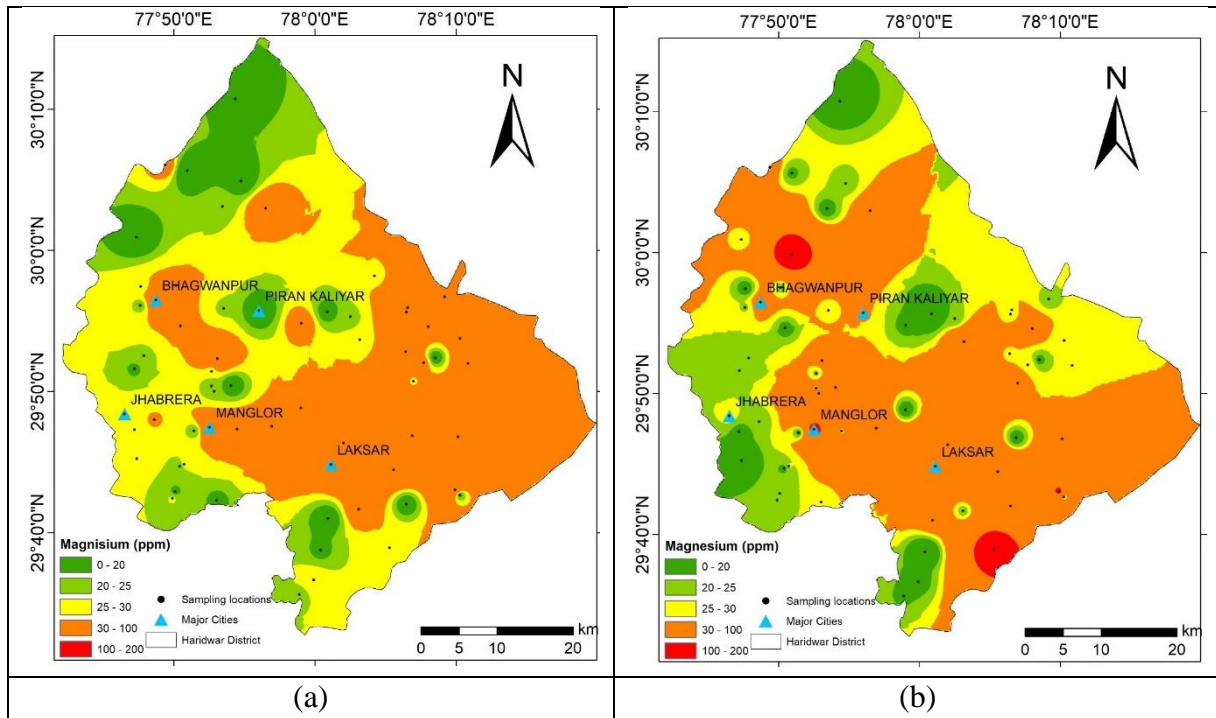 77°50'0"E 78°0'0"E 78°10'0"E
N
30°10'0"N
30°0'0"N
29°50'0"N
29°40'0"N
BHAGWANPUR
PIRAN KALIYAR
JHABRERA
MANGLOR
LAKSAR
Magnisium (ppm)
0 - 20
20 - 25
25 - 30
30 - 100
100 - 200
Sampling locations
Major Cities
Haridwar District
km
0 5 10 20
(a)
77°50'0"E 78°0'0"E 78°10'0"E
N
30°10'0"N
30°0'0"N
29°50'0"N
29°40'0"N
BHAGWANPUR
PIRAN KALIYAR
JHABRERA
MANGLOR
LAKSAR
Magnesium (ppm)
0 - 20
20 - 25
25 - 30
30 - 100
100 - 200
Sampling locations
Major Cities
Haridwar District
km
0 5 10 20
(b)